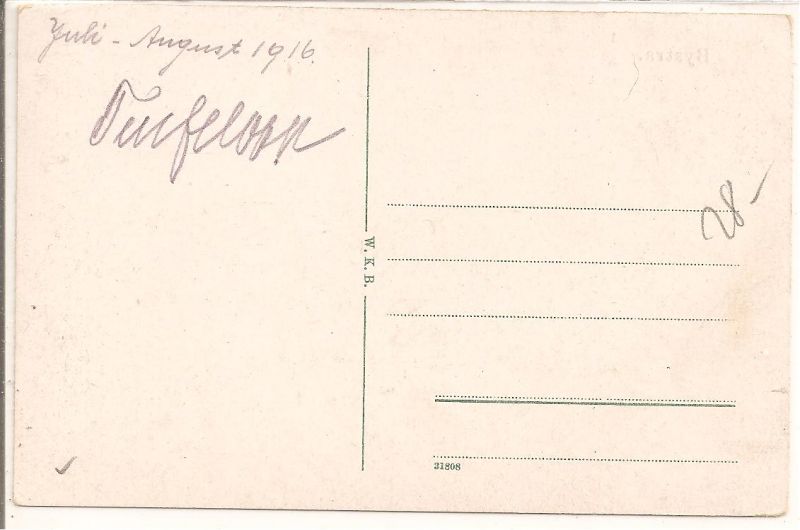 Juli - August 1916.
28.-
W. K. B.
31808